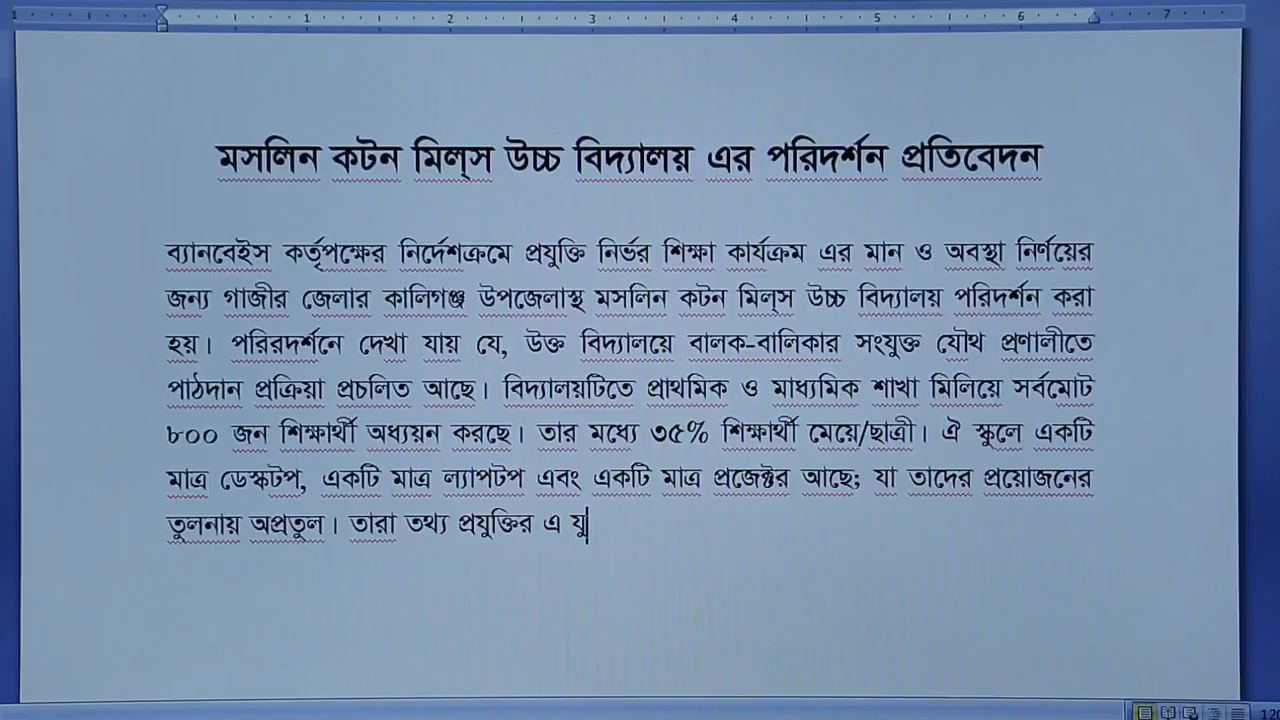 মসলিন কটন মিল্স উচ্চ বিদ্যালয় এর পরিদর্শন প্রতিবেদন
ব্যানবেইস কর্তৃপক্ষের নির্দেশক্রমে প্রযুক্তি নির্ভর শিক্ষা কার্যক্রম এর মান ও অবস্থা নির্ণয়ের
জন্য গাজীর জেলার কালিগঞ্জ উপজেলাস্থ মসলিন কটন মিল্স উচ্চ বিদ্যালয় পরিদর্শন করা
হয়। পরিরদর্শনে দেখা যায় যে, উক্ত বিদ্যালয়ে বালক-বালিকার সংযুক্ত যৌথ প্রণালীতে
পাঠদান প্রক্রিয়া প্রচলিত আছে। বিদ্যালয়টিতে প্রাথমিক ও মাধ্যমিক শাখা মিলিয়ে সর্বমোট
৮০০ জন শিক্ষার্থী অধ্যয়ন করছে। তার মধ্যে ৩৫% শিক্ষার্থী মেয়ে/ছাত্রী। ঐ স্কুলে একটি
মাত্র ডেস্কটপ, একটি মাত্র ল্যাপটপ এবং একটি মাত্র প্রজেক্টর আছে; যা তাদের প্রয়োজনের
তুলনায় অপ্রতুল। তারা তথ্য প্রযুক্তির এ যু